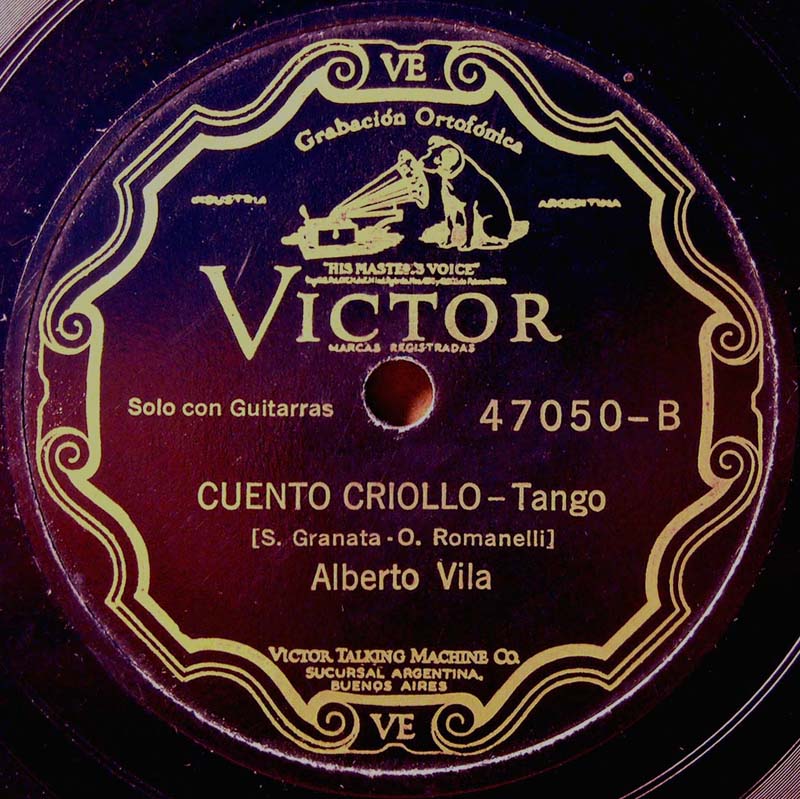 VE
Grabación Ortofónica
INDUSTRIA
ARGENTINA
"HIS MASTER'S VOICE"
VICTOR
MARCAS REGISTRADAS
Solo con Guitarras
47050-B
CUENTO CRIOLLO - Tango
[S. Granata - O. Romanelli]
Alberto Vila
VICTOR TALKING MACHINE CO.
SUCURSAL ARGENTINA,
BUENOS AIRES
VE